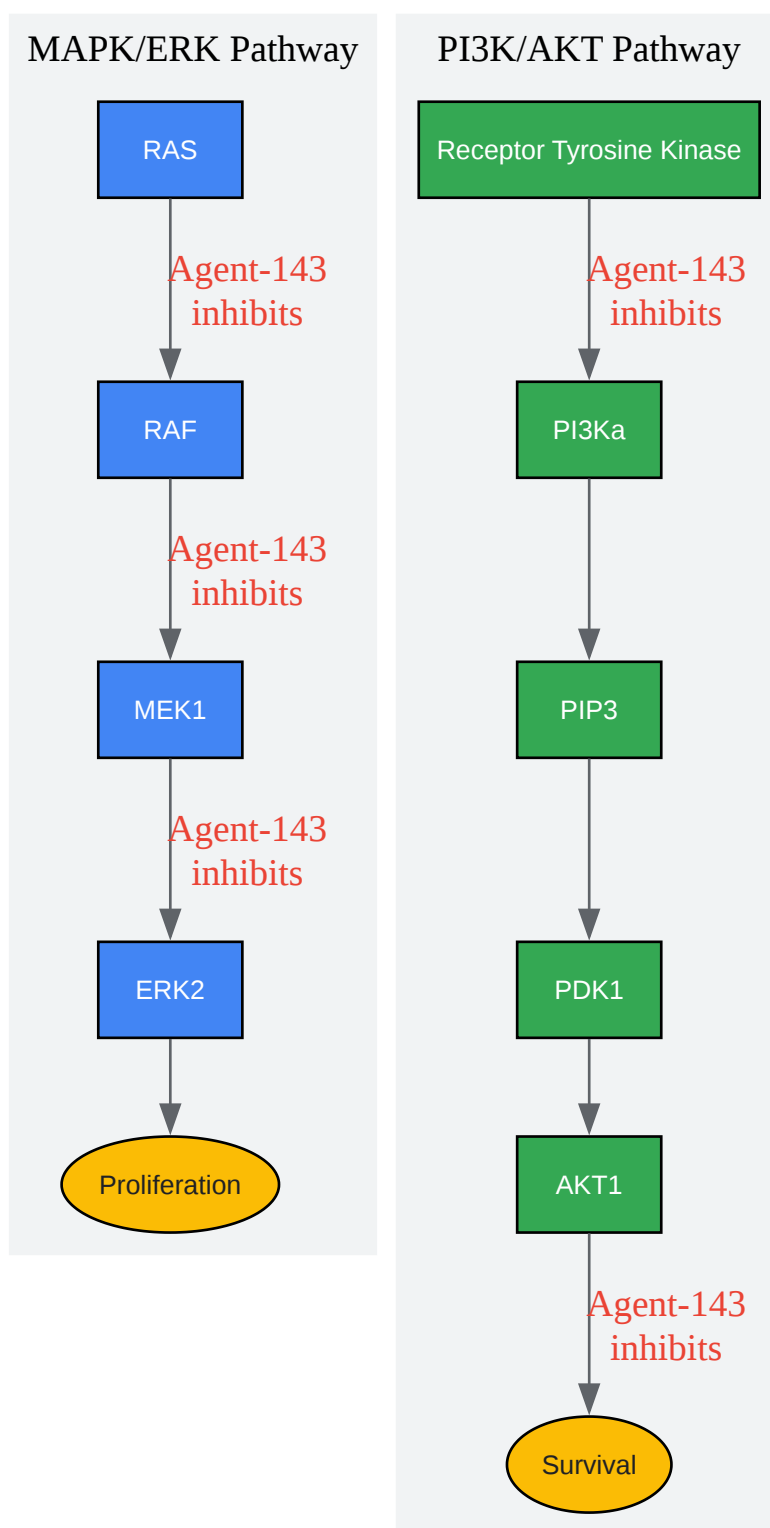 MAPK/ERK Pathway
RAS
Agent-143
inhibits
RAF
Agent-143
inhibits
MEK1
Agent-143
inhibits
ERK2
Proliferation
PI3K/AKT Pathway
Receptor Tyrosine Kinase
Agent-143
inhibits
PI3Ka
PIP3
PDK1
AKT1
Agent-143
inhibits
Survival